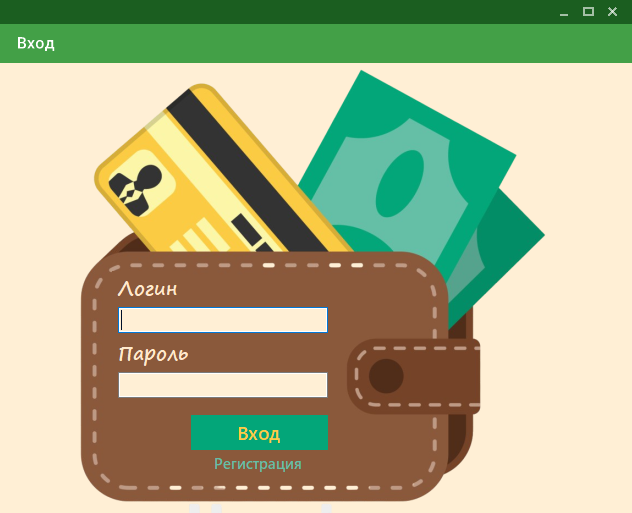 Вход
Логин
Пароль
Вход
Регистрация